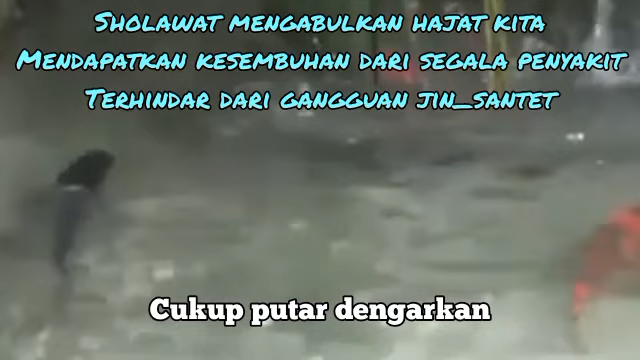 Sholawat mengabulkan hajat kita
Mendapatkan kesembuhan dari segala penyakit
Terhindar dari gangguan jin_santet
Cukup putar dengarkan